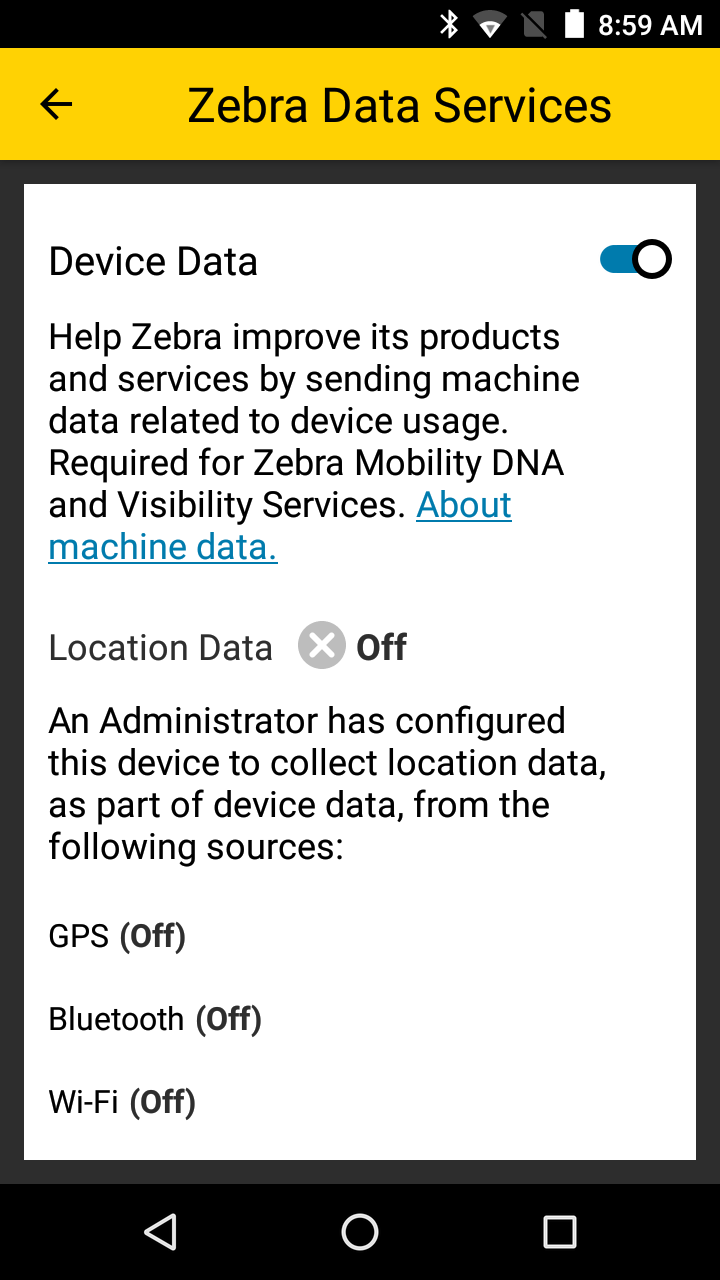 8:59 AM
Zebra Data Services
Device Data
Help Zebra improve its products
and services by sending machine
data related to device usage.
Required for Zebra Mobility DNA
and Visibility Services. About
machine data.
Location Data Off
An Administrator has configured
this device to collect location data,
as part of device data, from the
following sources:
GPS (Off)
Bluetooth (Off)
Wi-Fi (Off)